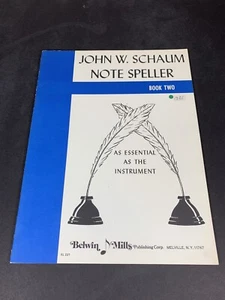 JOHN W. SCHAUM
NOTE SPELLER
BOOK TWO
AS ESSENTIAL
AS THE
INSTRUMENT
Belwin Mills Publishing Corp. MELVILLE, N.Y. 11747